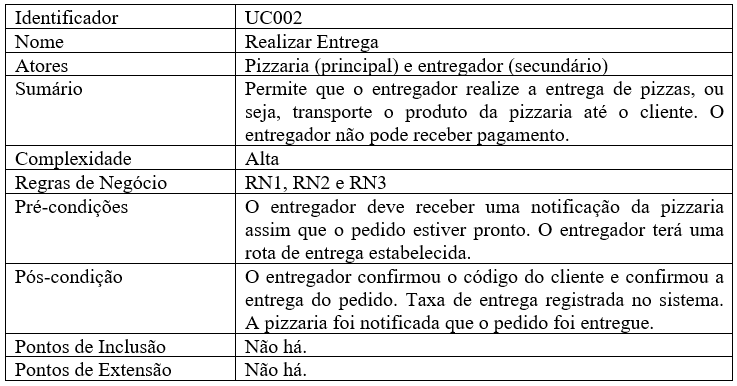 Identificador UC002
Nome Realizar Entrega
Atores Pizzaria (principal) e entregador (secundário)
Sumário Permite que o entregador realize a entrega de pizzas, ou
seja, transporte o produto da pizzaria até o cliente. O
entregador não pode receber pagamento.
Complexidade Alta
Regras de Negócio RN1, RN2 e RN3
Pré-condições O entregador deve receber uma notificação da pizzaria
assim que o pedido estiver pronto. O entregador terá uma
rota de entrega estabelecida.
Pós-condição O entregador confirmou o código do cliente e confirmou a
entrega do pedido. Taxa de entrega registrada no sistema.
A pizzaria foi notificada que o pedido foi entregue.
Pontos de Inclusão Não há.
Pontos de Extensão Não há.